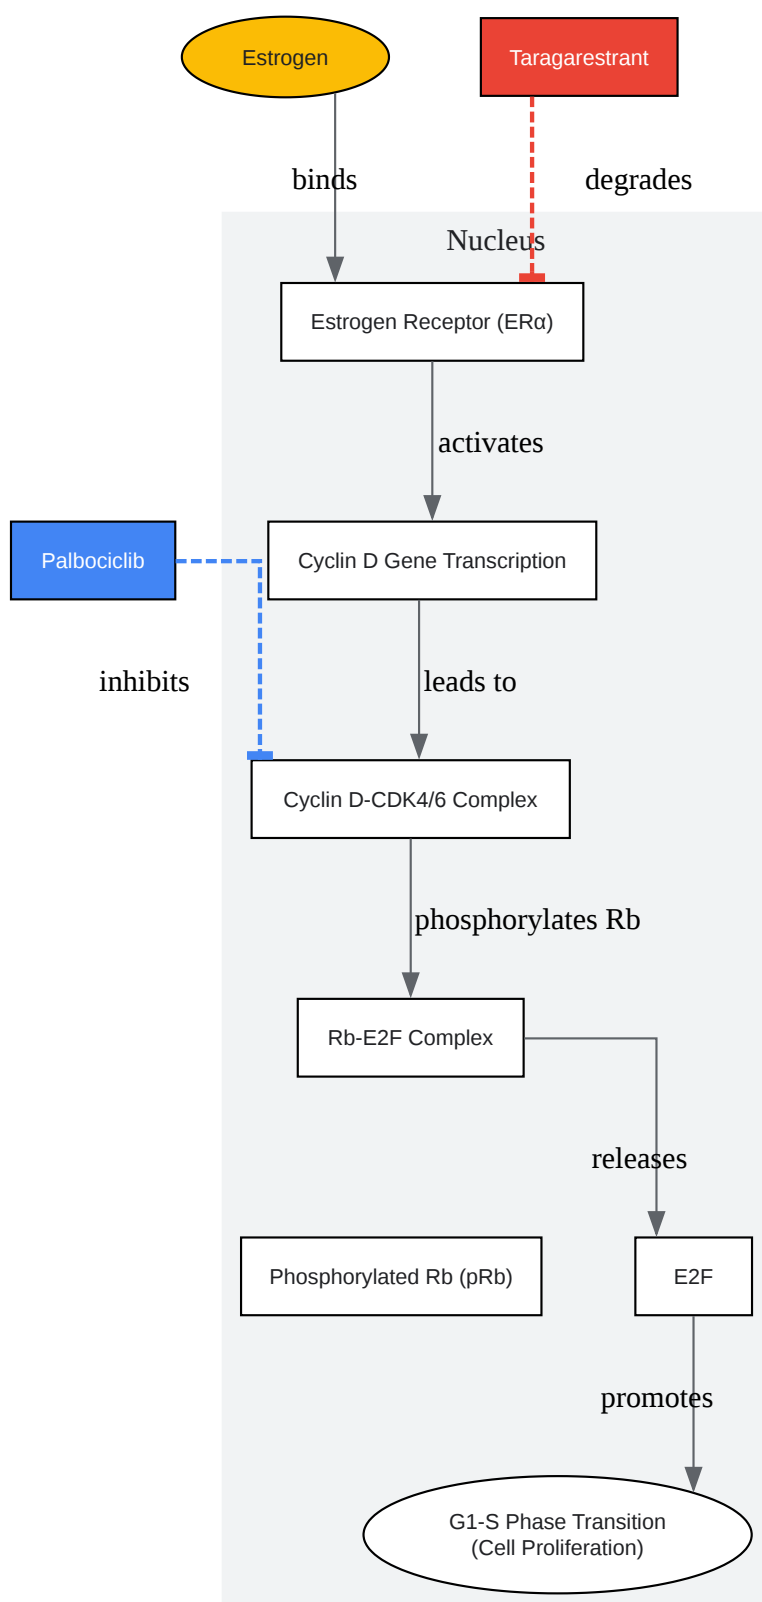 Estrogen
Taragarestrant
binds
degrades
Nucleus
Estrogen Receptor (ERα)
activates
Palbociclib
Cyclin D Gene Transcription
inhibits
leads to
Cyclin D-CDK4/6 Complex
phosphorylates Rb
Rb-E2F Complex
releases
Phosphorylated Rb (pRb)
E2F
promotes
G1-S Phase Transition
(Cell Proliferation)